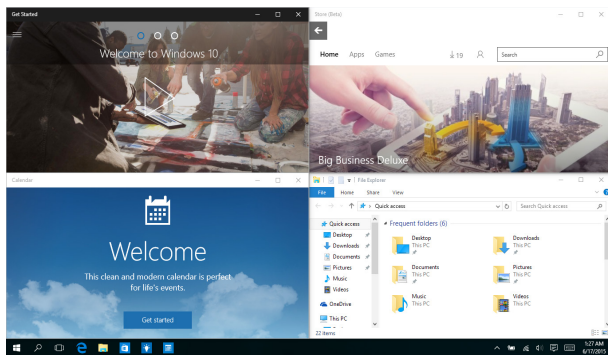 Get Started
Welcome to Windows 10
Store (Beta)
Home Apps Games
19
Search
Big Business Deluxe
Calendar
Welcome
This clean and modern calendar is perfect
for life's events.
Get started
File Explorer
File Home Share View
Quick access
Search Quick access
Quick access
Desktop
Downloads
Documents
Pictures
Music
Videos
OneDrive
This PC
Frequent folders (6)
Desktop
This PC
Downloads
This PC
Documents
This PC
Pictures
This PC
Music
This PC
Videos
This PC
22 items
1:27 AM
6/17/2015